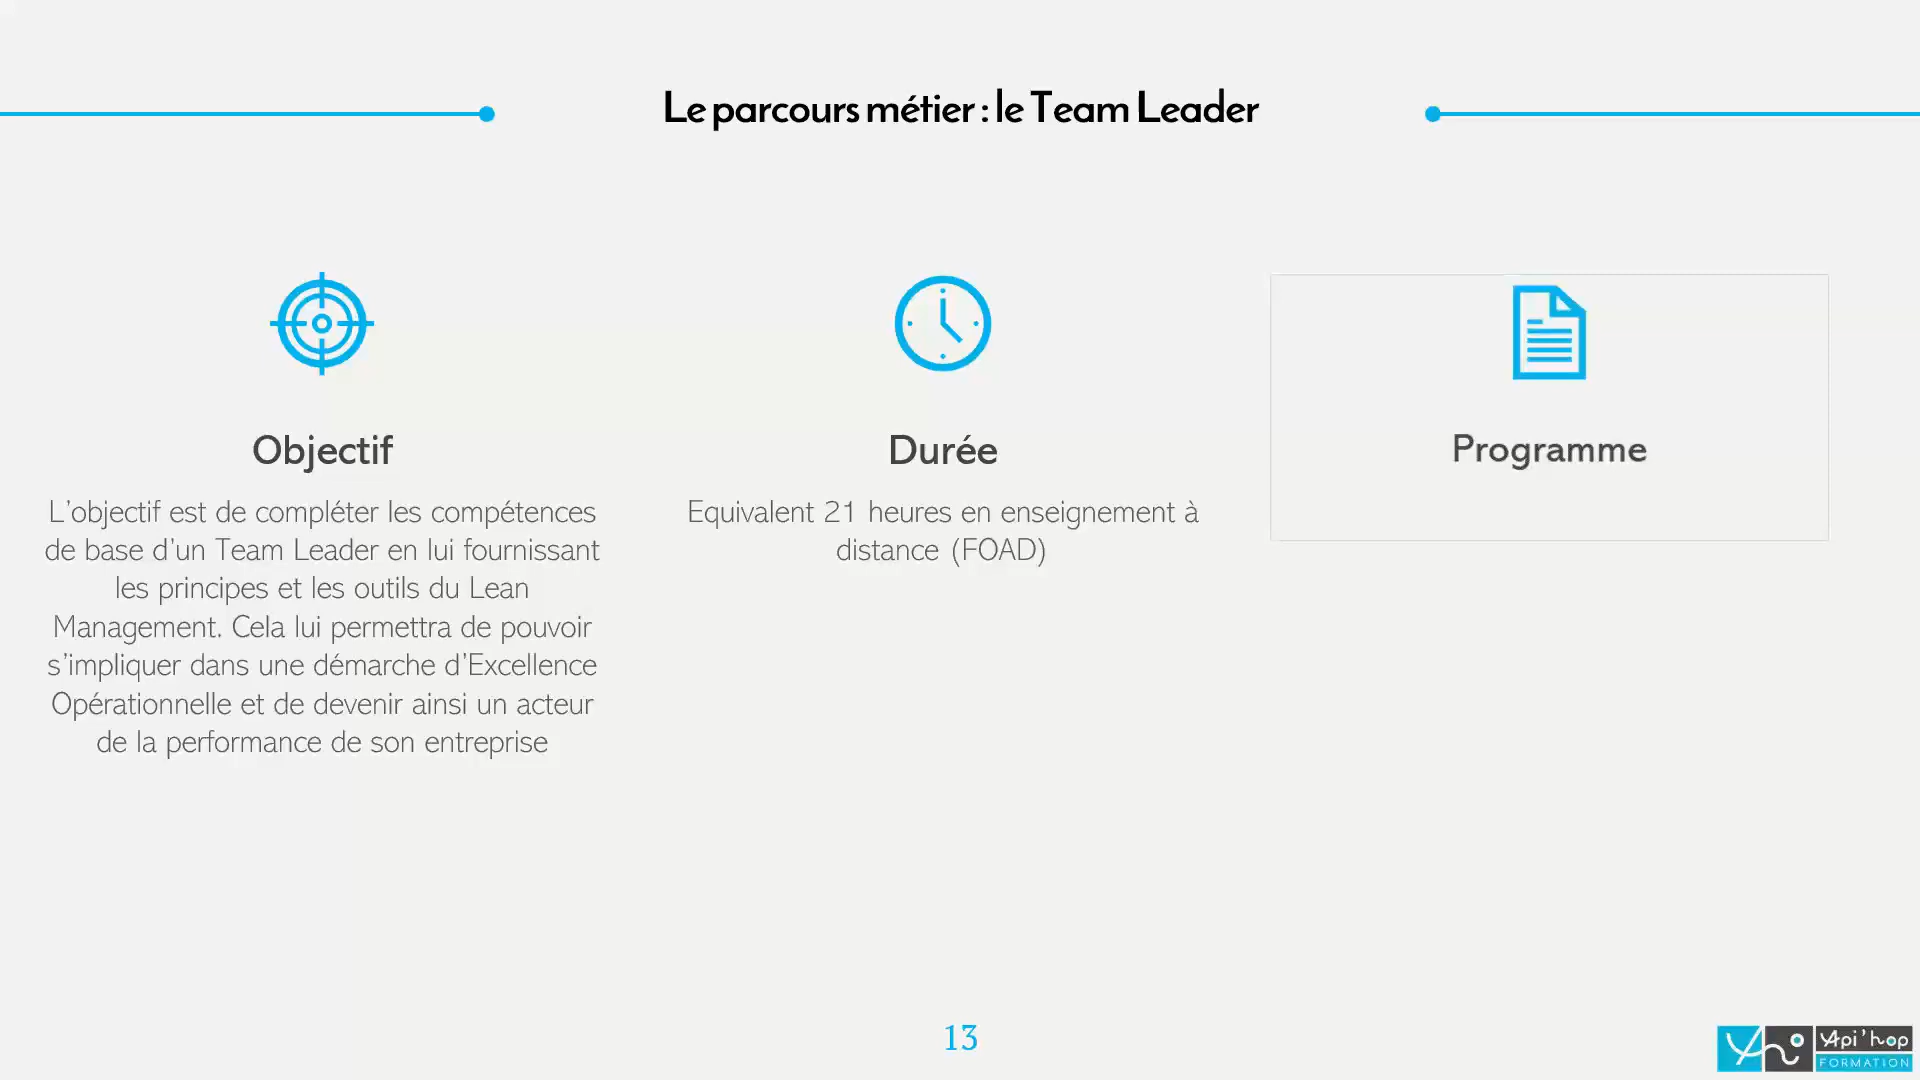 Le parcours métier : le Team Leader
Objectif
L'objectif est de compléter les compétences
de base d'un Team Leader en lui fournissant
les principes et les outils du Lean
Management. Cela lui permettra de pouvoir
s'impliquer dans une démarche d'Excellence
Opérationnelle et de devenir ainsi un acteur
de la performance de son entreprise
Durée
Equivalent 21 heures en enseignement à
distance (FOAD)
Programme
13
Api'hop
FORMATION